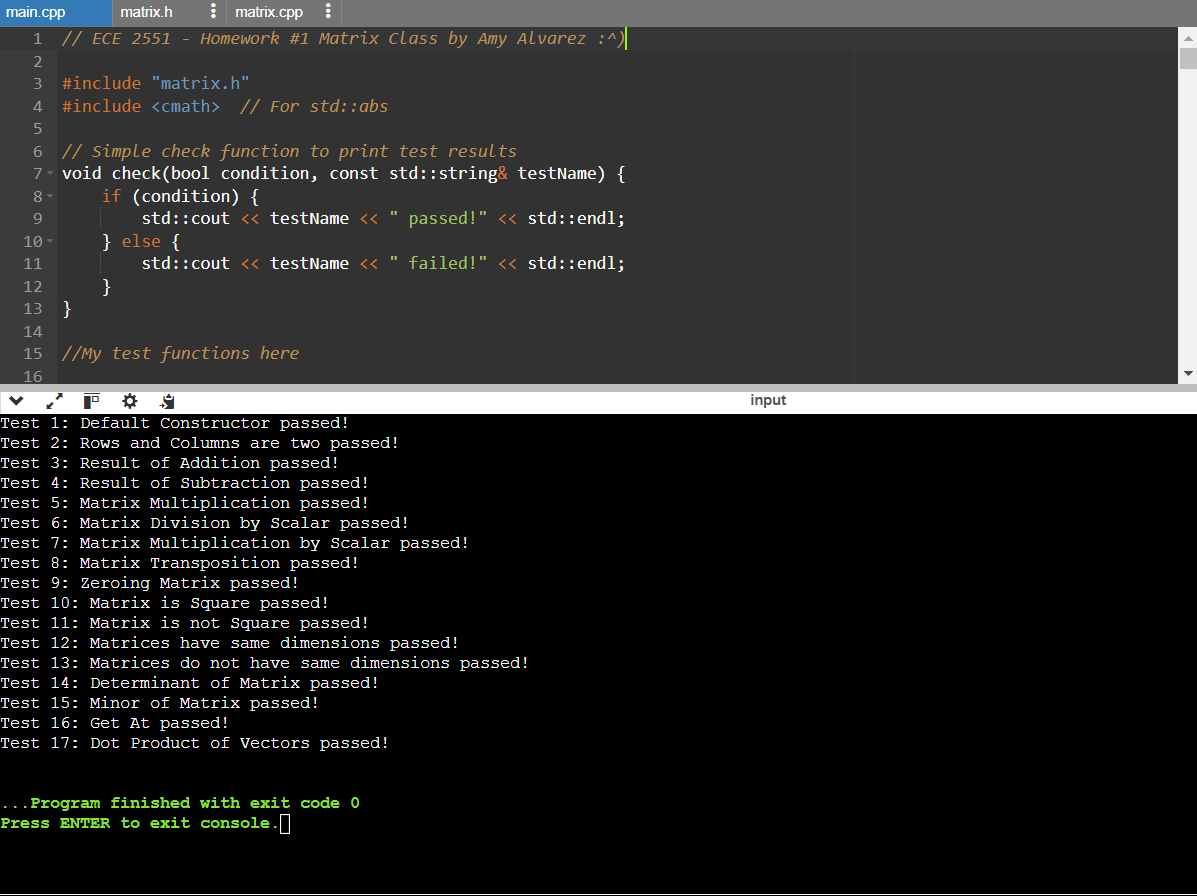 main.cpp matrix.h matrix.cpp
1 // ECE 2551 - Homework #1 Matrix Class by Amy Alvarez :^)
2
3 #include "matrix.h"
4 #include <cmath>  // For std::abs
5
6 // Simple check function to print test results
7 void check(bool condition, const std::string& testName) {
8     if (condition) {
9         std::cout << testName << " passed!" << std::endl;
10     } else {
11         std::cout << testName << " failed!" << std::endl;
12     }
13 }
14
15 //My test functions here
16
input
Test 1: Default Constructor passed!
Test 2: Rows and Columns are two passed!
Test 3: Result of Addition passed!
Test 4: Result of Subtraction passed!
Test 5: Matrix Multiplication passed!
Test 6: Matrix Division by Scalar passed!
Test 7: Matrix Multiplication by Scalar passed!
Test 8: Matrix Transposition passed!
Test 9: Zeroing Matrix passed!
Test 10: Matrix is Square passed!
Test 11: Matrix is not Square passed!
Test 12: Matrices have same dimensions passed!
Test 13: Matrices do not have same dimensions passed!
Test 14: Determinant of Matrix passed!
Test 15: Minor of Matrix passed!
Test 16: Get At passed!
Test 17: Dot Product of Vectors passed!
...Program finished with exit code 0
Press ENTER to exit console.